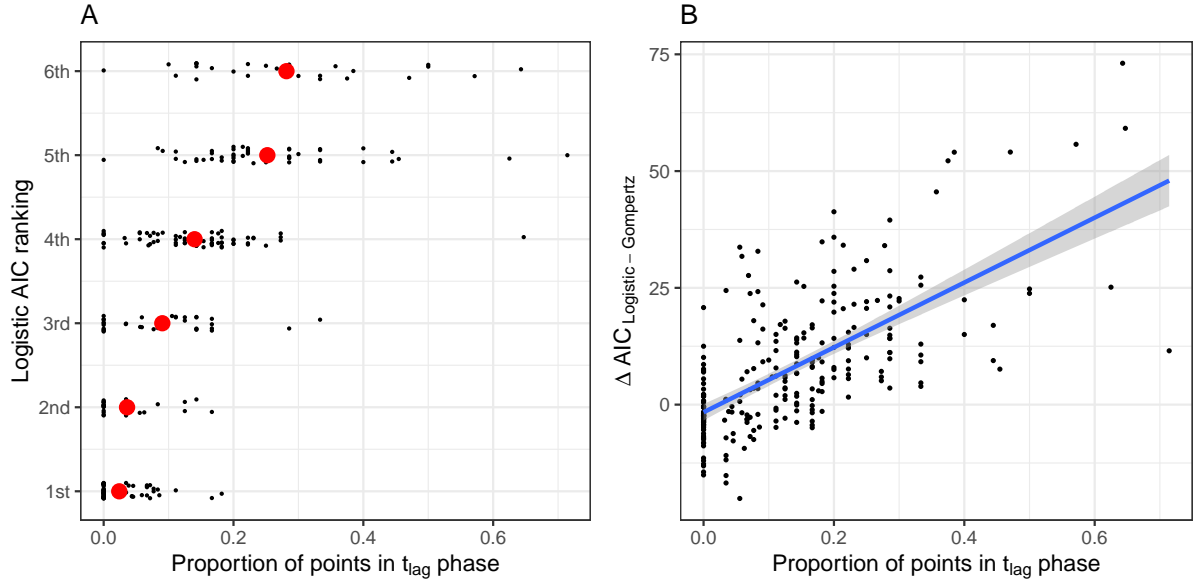 A
Logistic AIC ranking
6th
5th
4th
3rd
2nd
1st
0.0 0.2 0.4 0.6
Proportion of points in tlag phase
B
Δ AICLogistic − Gompertz
75
50
25
0
0.0 0.2 0.4 0.6
Proportion of points in tlag phase